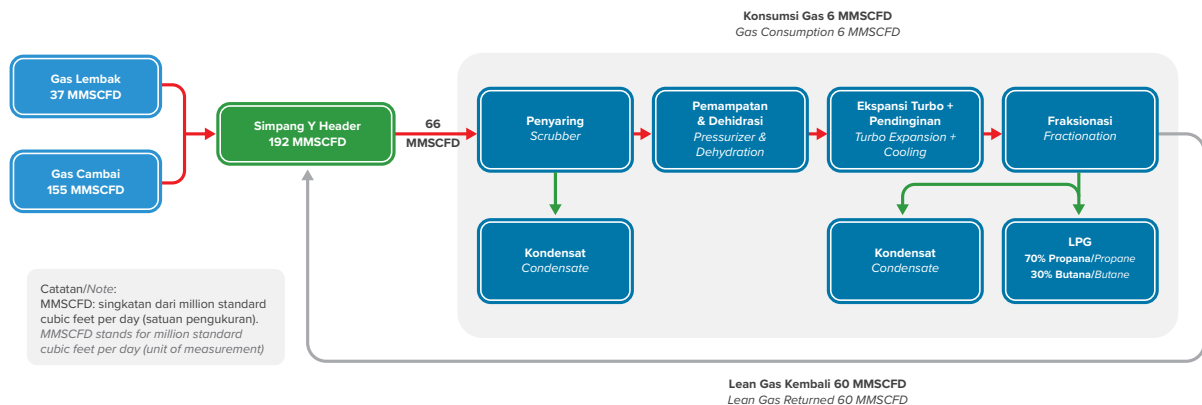 Konsumsi Gas 6 MMSCFD
Gas Consumption 6 MMSCFD
Gas Lembak
37 MMSCFD
Gas Cambai
155 MMSCFD
Simpang Y Header
192 MMSCFD
66
MMSCFD
Penyaring
Scrubber
Pemampatan
& Dehidrasi
Pressurizer &
Dehydration
Ekspansi Turbo +
Pendinginan
Turbo Expansion +
Cooling
Fraksionasi
Fractionation
Kondensat
Condensate
Kondensat
Condensate
LPG
70% Propana/Propane
30% Butana/Butane
Catatan/Note:
MMSCFD: singkatan dari million standard
cubic feet per day (satuan pengukuran).
MMSCFD stands for million standard
cubic feet per day (unit of measurement)
Lean Gas Kembali 60 MMSCFD
Lean Gas Returned 60 MMSCFD